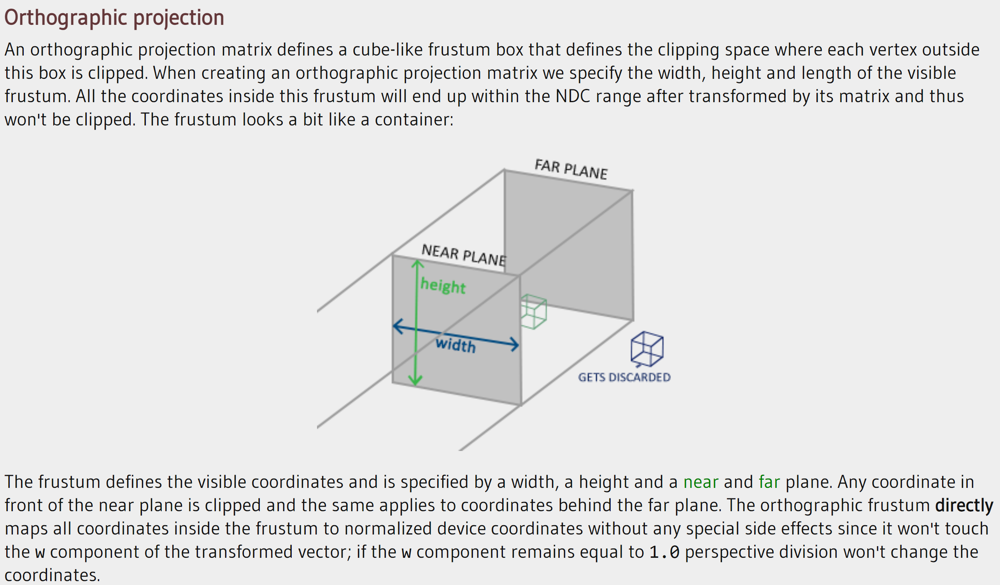 Orthographic projection
An orthographic projection matrix defines a cube-like frustum box that defines the clipping space where each vertex outside
this box is clipped. When creating an orthographic projection matrix we specify the width, height and length of the visible
frustum. All the coordinates inside this frustum will end up within the NDC range after transformed by its matrix and thus
won't be clipped. The frustum looks a bit like a container:
FAR PLANE
NEAR PLANE
height
width
GETS DISCARDED
The frustum defines the visible coordinates and is specified by a width, a height and a near and far plane. Any coordinate in
front of the near plane is clipped and the same applies to coordinates behind the far plane. The orthographic frustum directly
maps all coordinates inside the frustum to normalized device coordinates without any special side effects since it won't touch
the w component of the transformed vector; if the w component remains equal to 1.0 perspective division won't change the
coordinates.